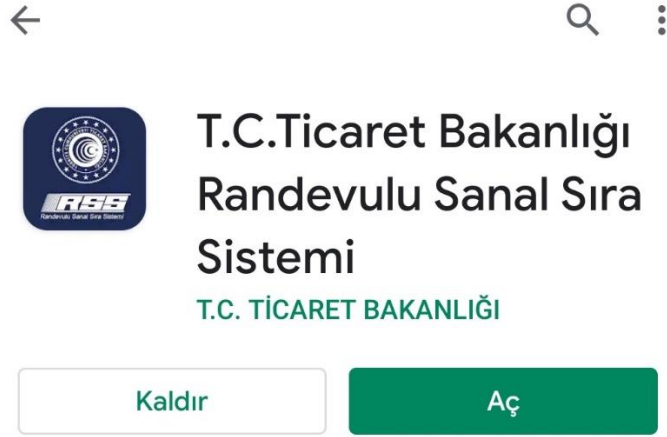 T.C.Ticaret Bakanlığı
Randevulu Sanal Sıra
Sistemi
T.C. TİCARET BAKANLIĞI
RSS
Randevulu Sanal Sıra Sistemi
Kaldır
Aç